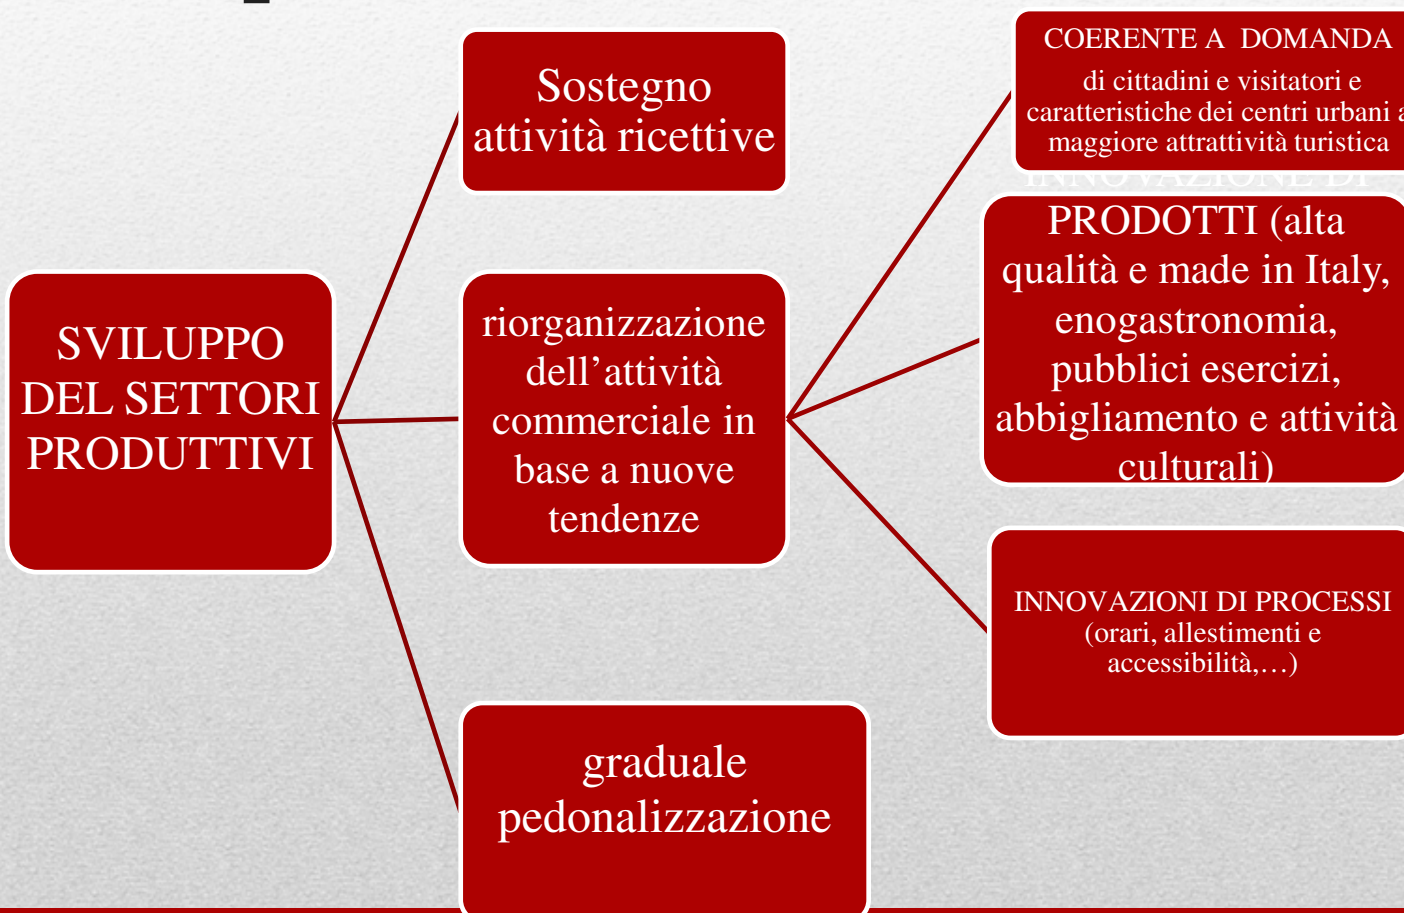 SVILUPPO
DEL SETTORI
PRODUTTIVI
Sostegno
attività ricettive
riorganizzazione
dell’attività
commerciale in
base a nuove
tendenze
graduale
pedonalizzazione
COERENTE A DOMANDA
di cittadini e visitatori e
caratteristiche dei centri urbani a
maggiore attrattività turistica
INNOVAZIONE DI
PRODOTTI (alta
qualità e made in Italy,
enogastronomia,
pubblici esercizi,
abbigliamento e attività
culturali)
INNOVAZIONI DI PROCESSI
(orari, allestimenti e
accessibilità,…)